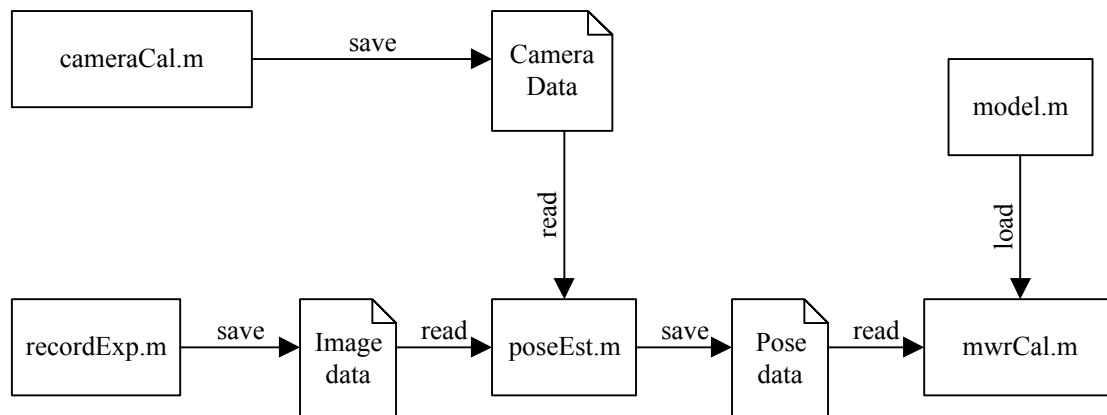 cameraCal.m
save
Camera
Data
model.m
read
load
recordExp.m
save
Image
data
read
poseEst.m
save
Pose
data
read
mwrCal.m